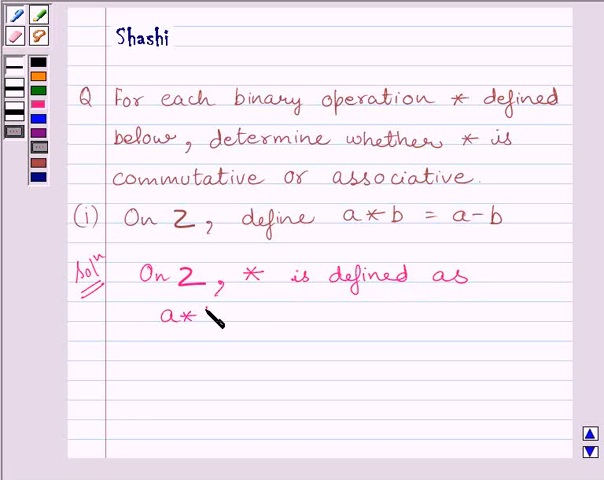 Shashi
Q For each binary operation * defined
below, determine whether * is
commutative or associative.
(i) On Z, define a * b = a - b
Solⁿ On Z, * is defined as
a *